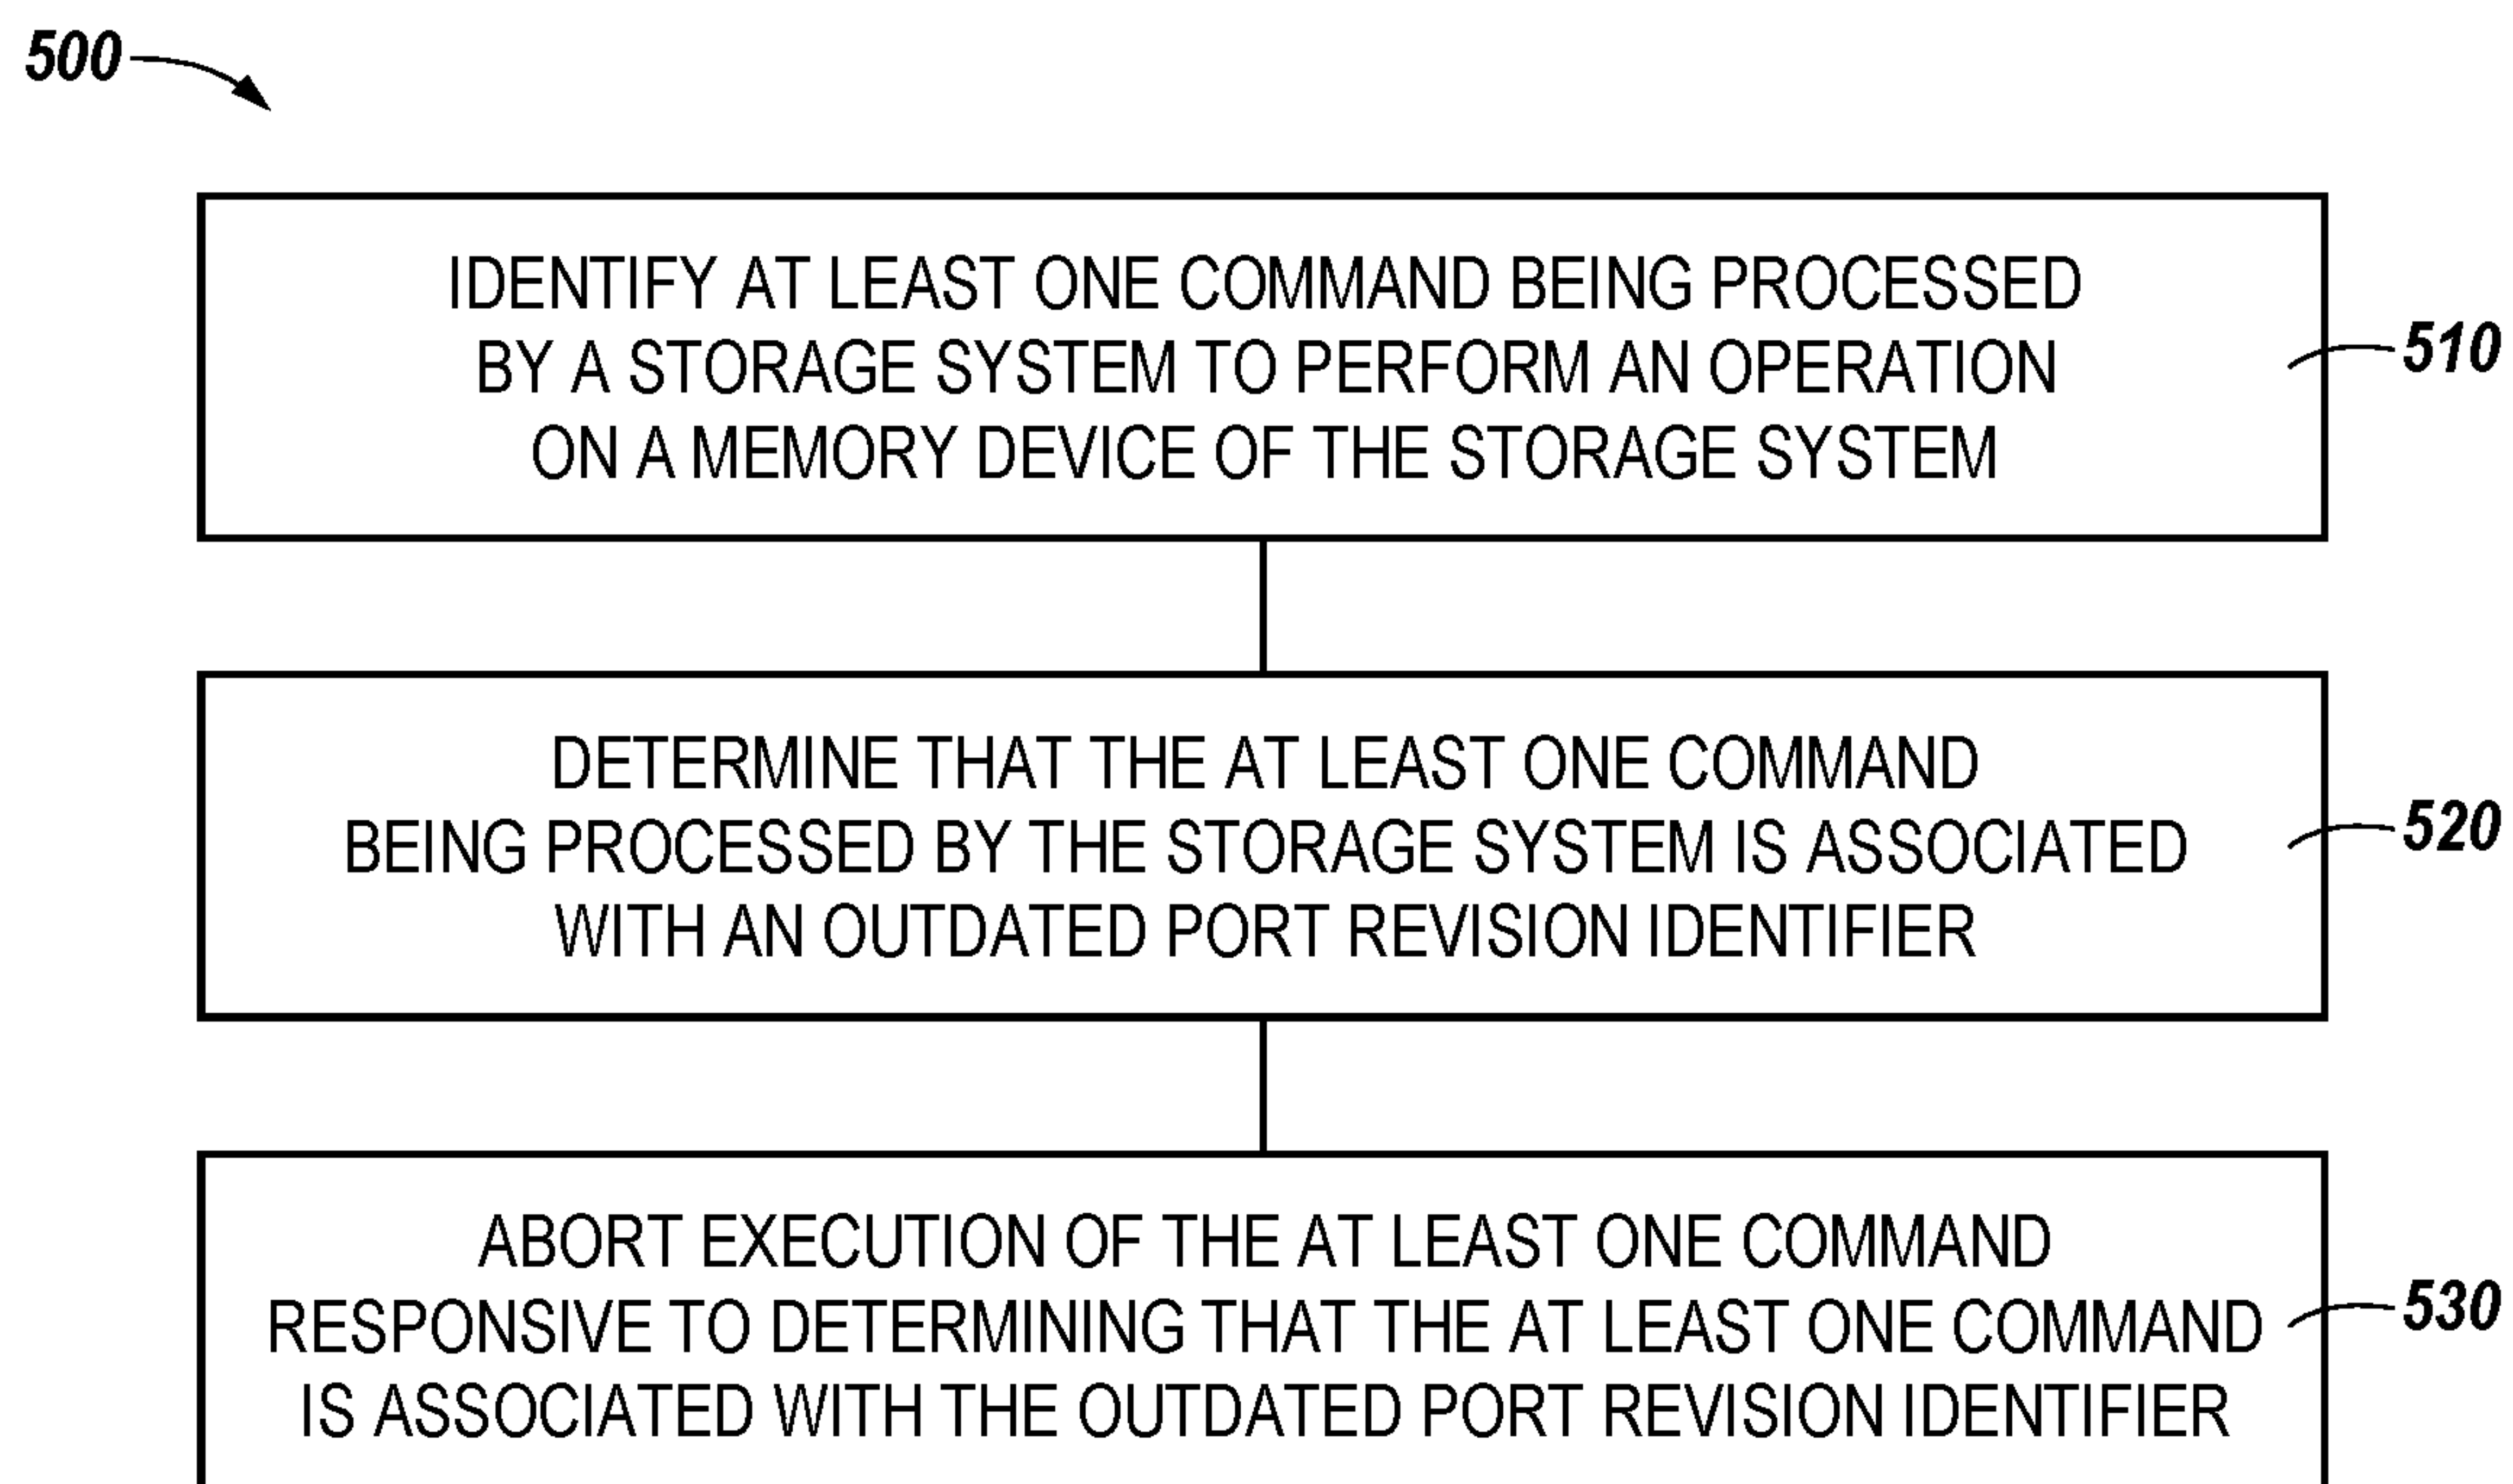 500
IDENTIFY AT LEAST ONE COMMAND BEING PROCESSED
BY A STORAGE SYSTEM TO PERFORM AN OPERATION
ON A MEMORY DEVICE OF THE STORAGE SYSTEM
510
DETERMINE THAT THE AT LEAST ONE COMMAND
BEING PROCESSED BY THE STORAGE SYSTEM IS ASSOCIATED
WITH AN OUTDATED PORT REVISION IDENTIFIER
520
ABORT EXECUTION OF THE AT LEAST ONE COMMAND
RESPONSIVE TO DETERMINING THAT THE AT LEAST ONE COMMAND
IS ASSOCIATED WITH THE OUTDATED PORT REVISION IDENTIFIER
530